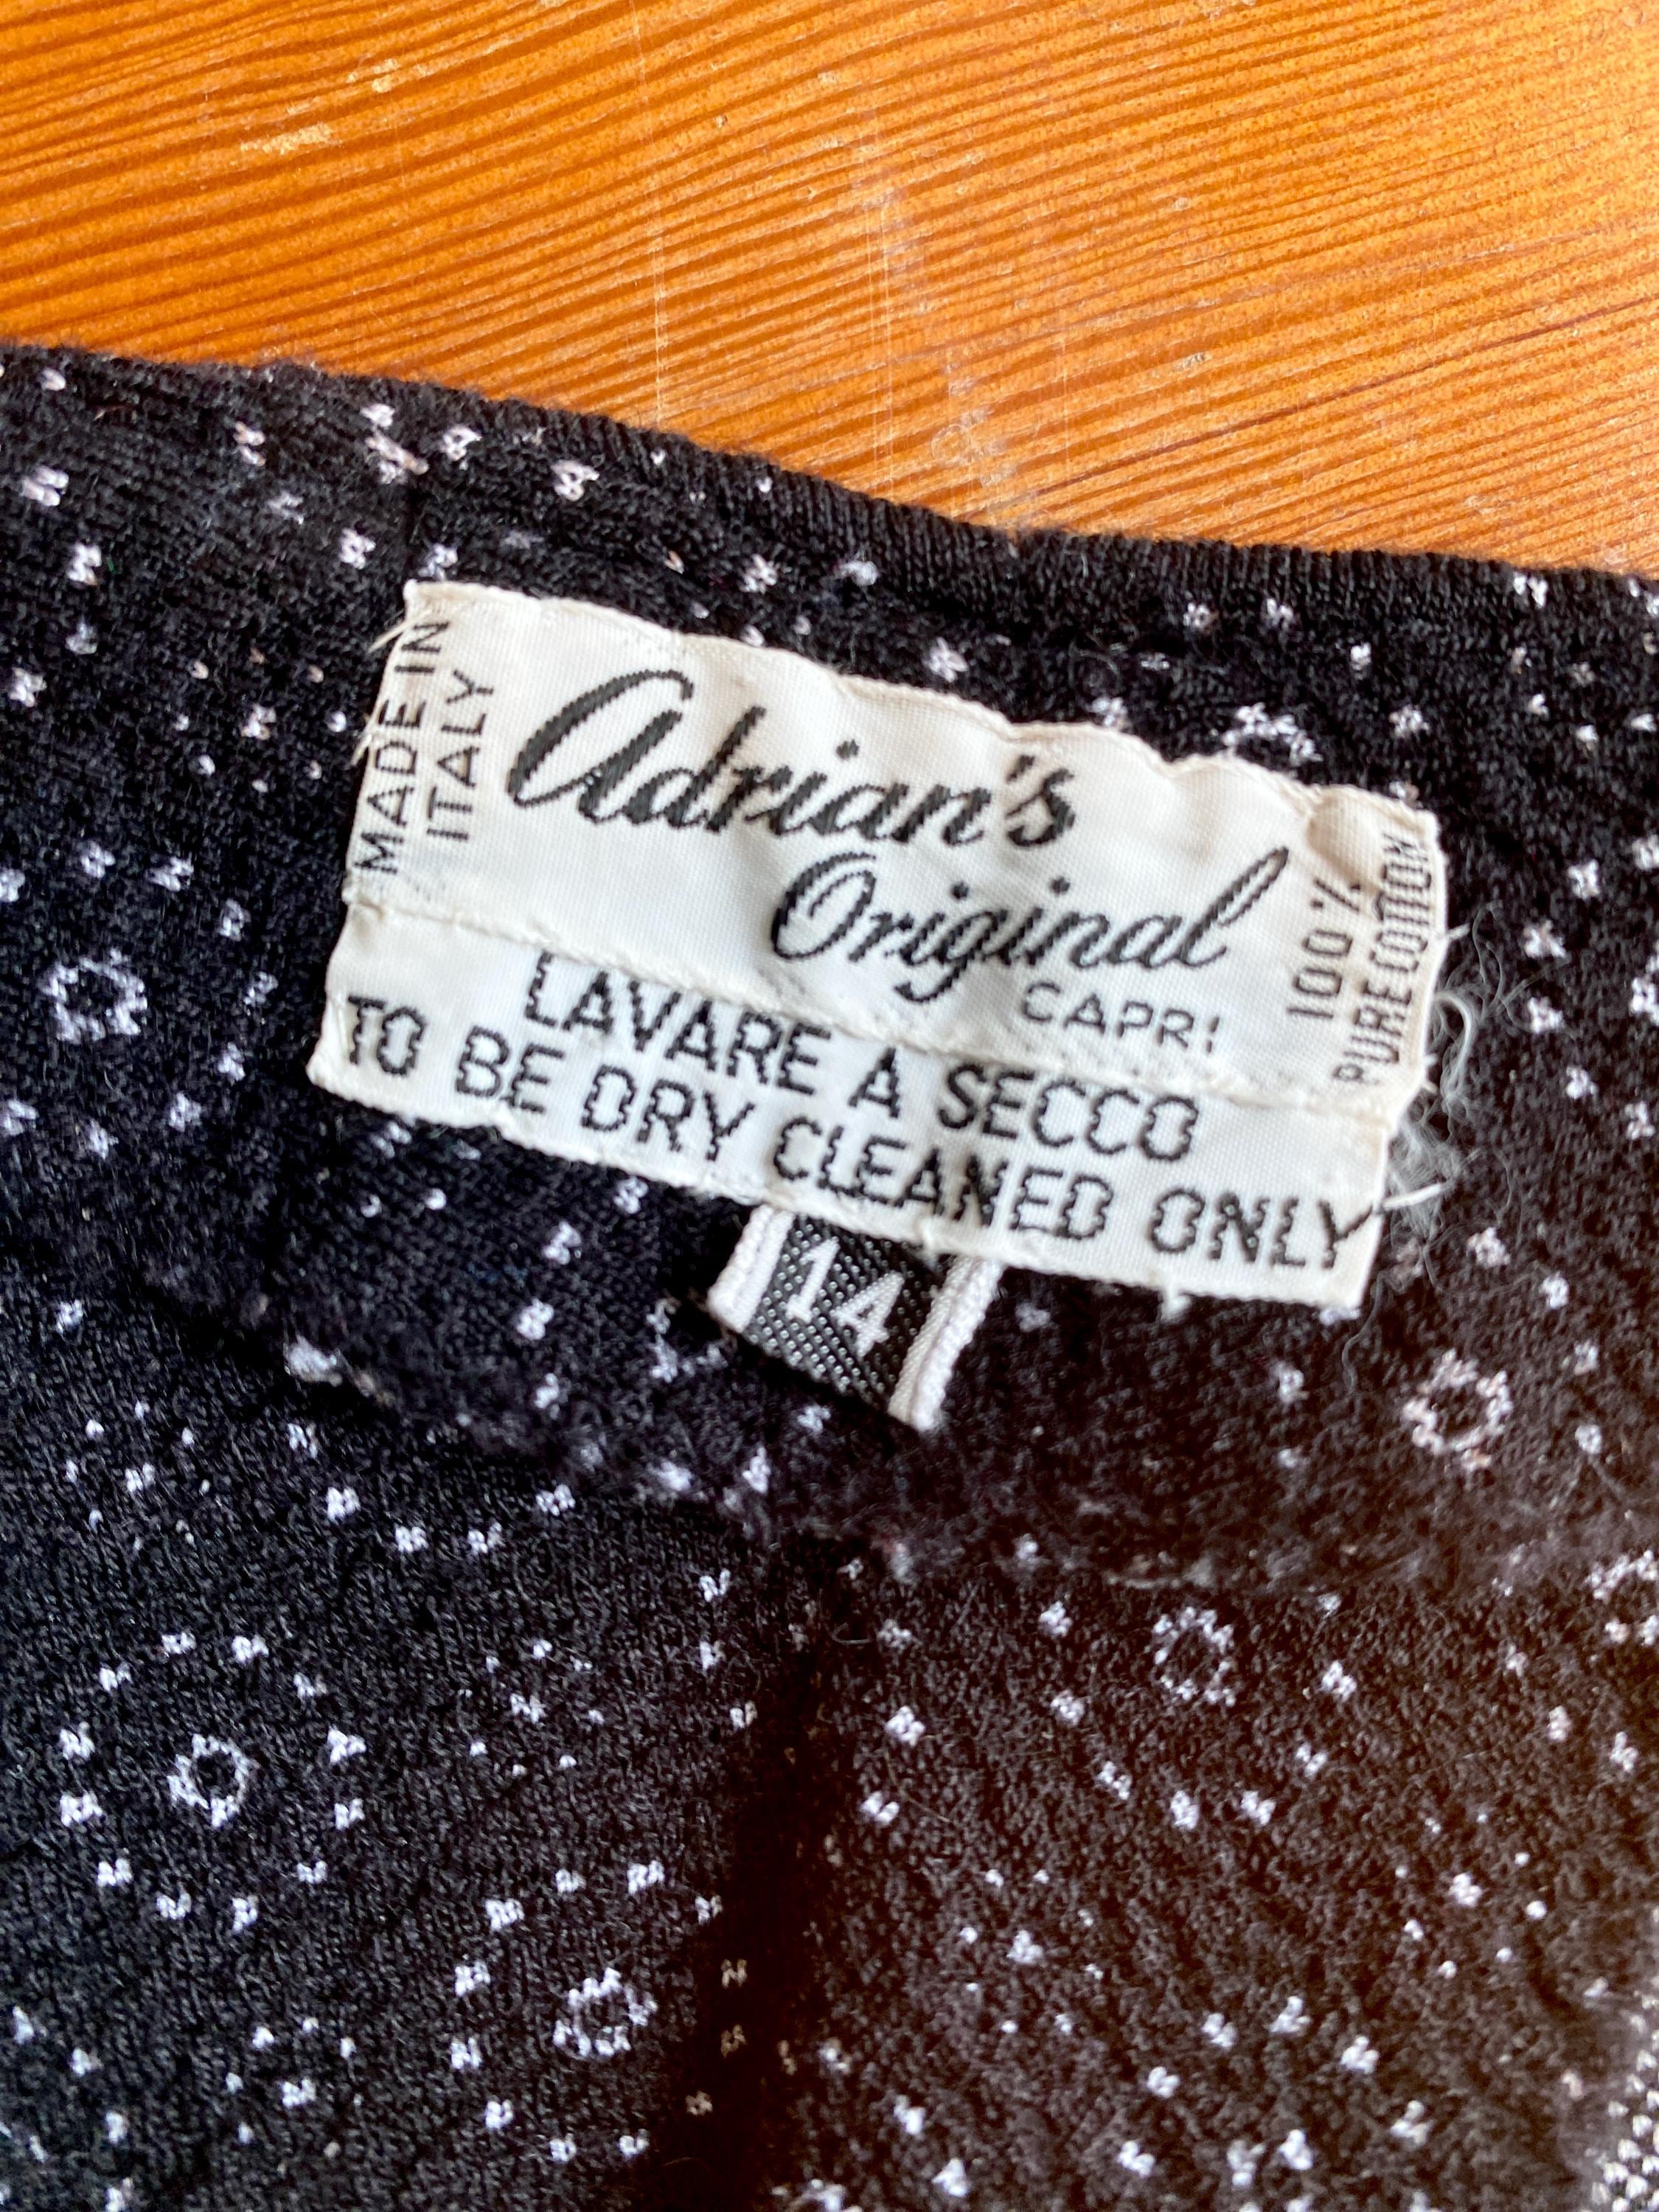 MADE IN
ITALY
Adrian's
Original
CAPRI
100%
PURE COTTON
LAVARE A SECCO
TO BE DRY CLEANED ONLY
14